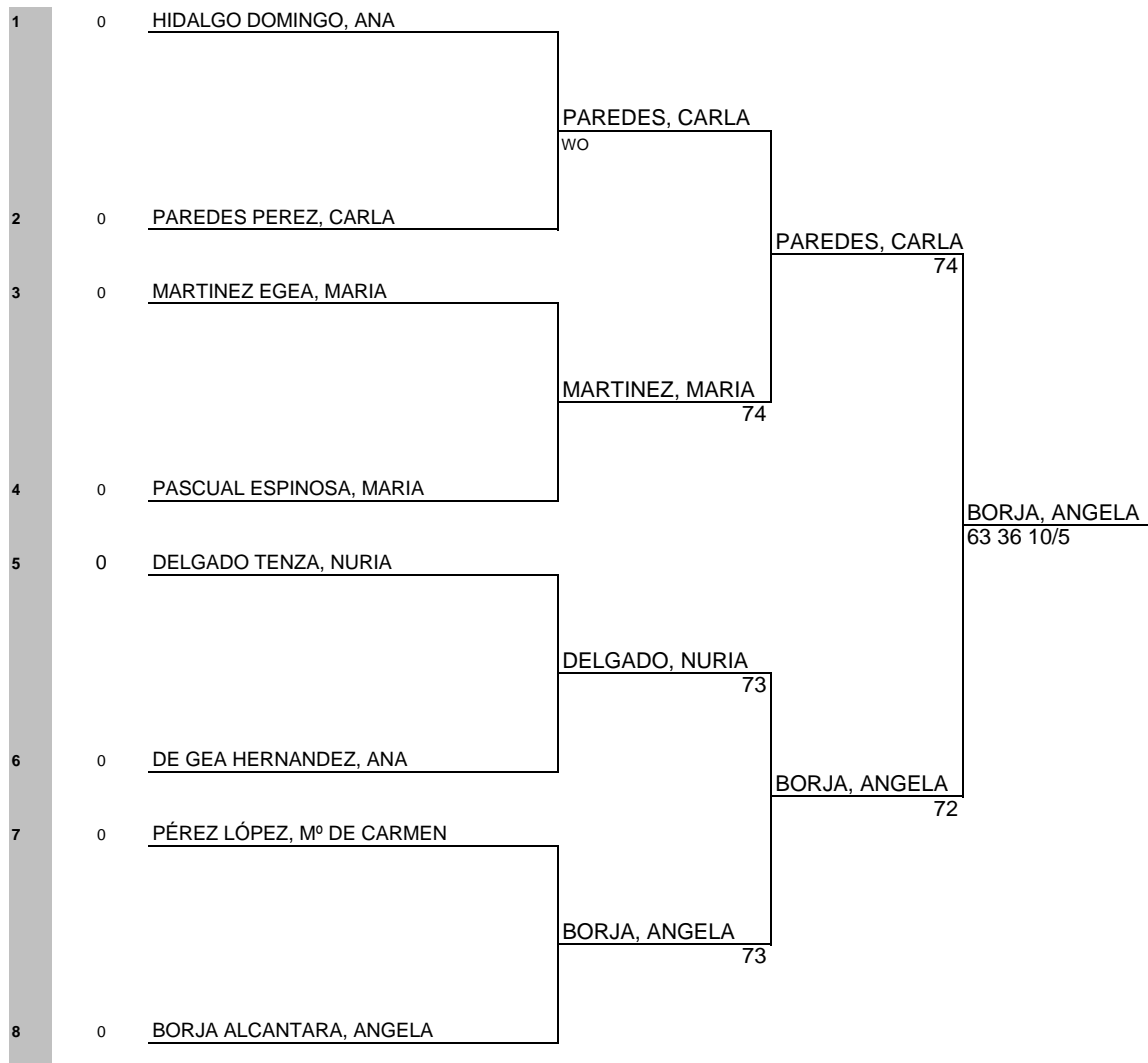 1 0 HIDALGO DOMINGO, ANA
PAREDES, CARLA
WO
2 0 PAREDES PEREZ, CARLA
PAREDES, CARLA
74
3 0 MARTINEZ EGEA, MARIA
MARTINEZ, MARIA
74
4 0 PASCUAL ESPINOSA, MARIA
BORJA, ANGELA
63 36 10/5
5 0 DELGADO TENZA, NURIA
DELGADO, NURIA
73
6 0 DE GEA HERNANDEZ, ANA
BORJA, ANGELA
72
7 0 PÉREZ LÓPEZ, Mº DE CARMEN
BORJA, ANGELA
73
8 0 BORJA ALCANTARA, ANGELA